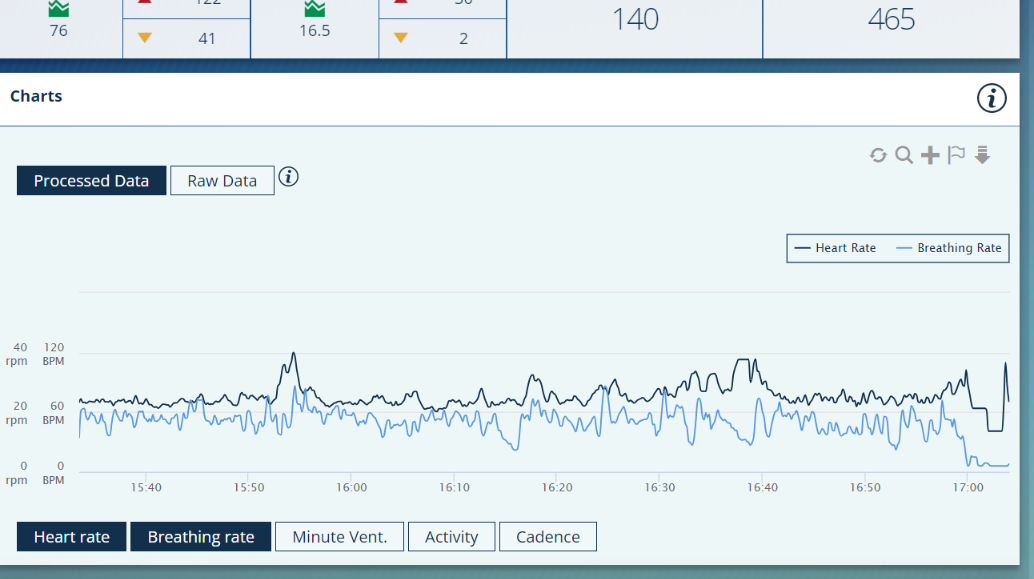 122
76
41
16.5
2
140
465
Charts
Processed Data
Raw Data
Heart Rate
Breathing Rate
40 120
rpm BPM
20 60
rpm BPM
0 0
rpm BPM
15:40 15:50 16:00 16:10 16:20 16:30 16:40 16:50 17:00
Heart rate
Breathing rate
Minute Vent.
Activity
Cadence